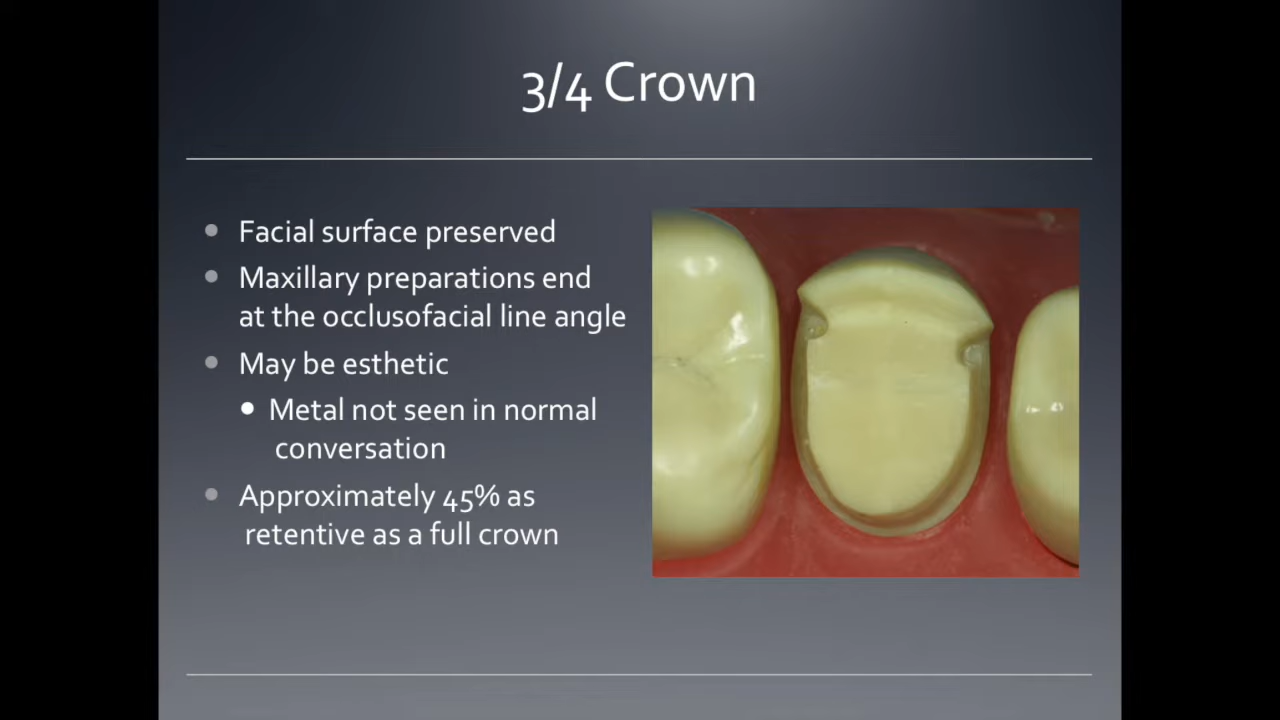 3/4 Crown
Facial surface preserved
Maxillary preparations end
at the occlusofacial line angle
May be esthetic
Metal not seen in normal
conversation
Approximately 45% as
retentive as a full crown